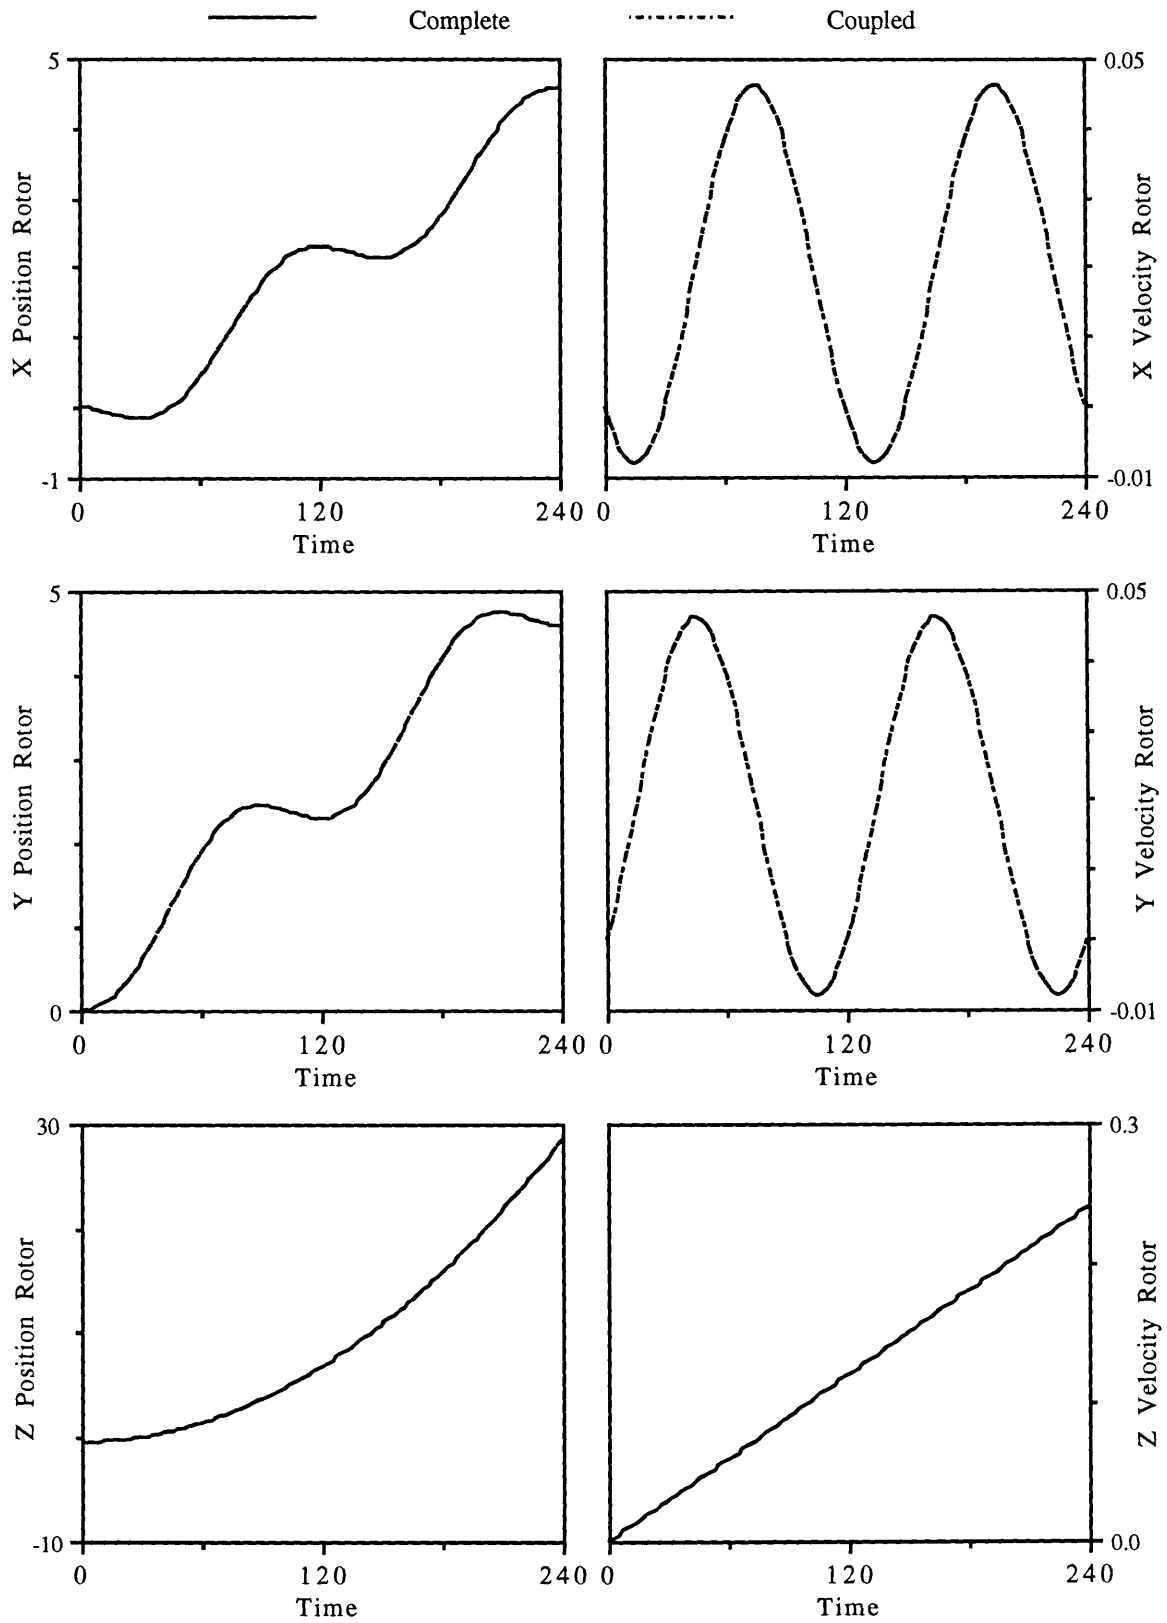 Complete Coupled
5 0.05
X Position Rotor
X Velocity Rotor
-1 -0.01
0 120 240 0 120 240
Time Time
5 0.05
Y Position Rotor
Y Velocity Rotor
0 -0.01
0 120 240 0 120 240
Time Time
30 0.3
Z Position Rotor
Z Velocity Rotor
-10 0.0
0 120 240 0 120 240
Time Time